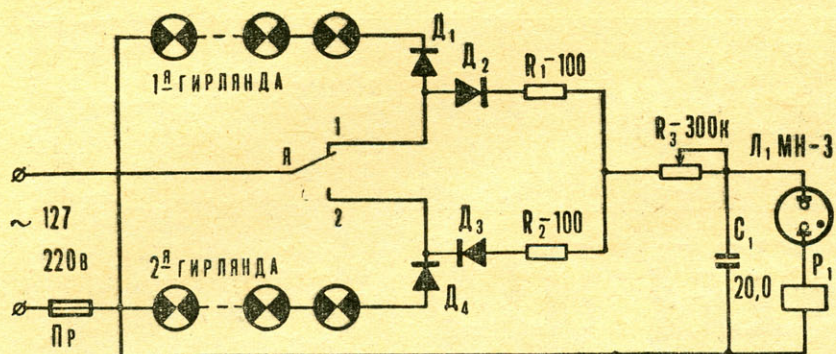 1я ГИРЛЯНДА
Д1
Д2
R1-100
1
Я
2
R3-300к
Л1 МН-3
~ 127
220в
2я ГИРЛЯНДА
Д3
R2-100
Д4
C1
20,0
P1
Пр